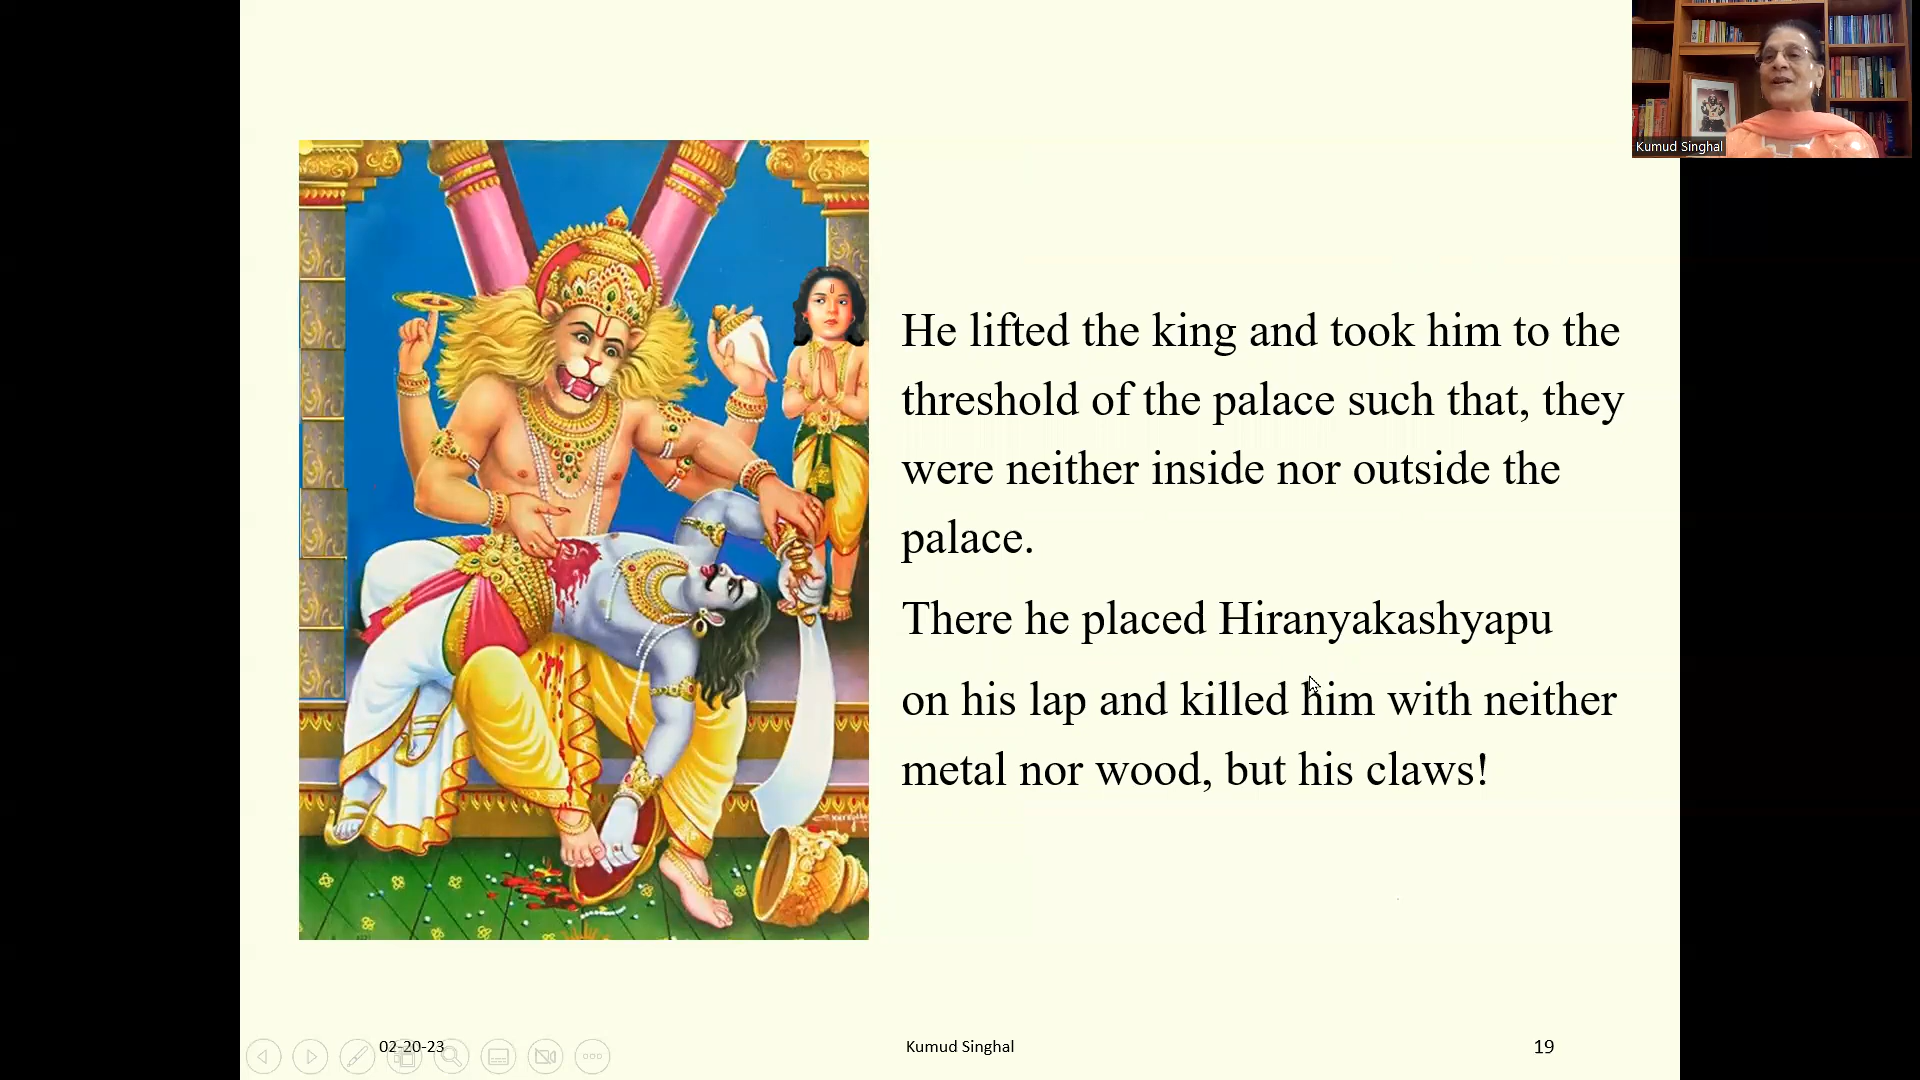 Kumud Singhal
He lifted the king and took him to the
threshold of the palace such that, they
were neither inside nor outside the
palace.
There he placed Hiranyakashyapu
on his lap and killed him with neither
metal nor wood, but his claws!
02-20-23
Kumud Singhal
19